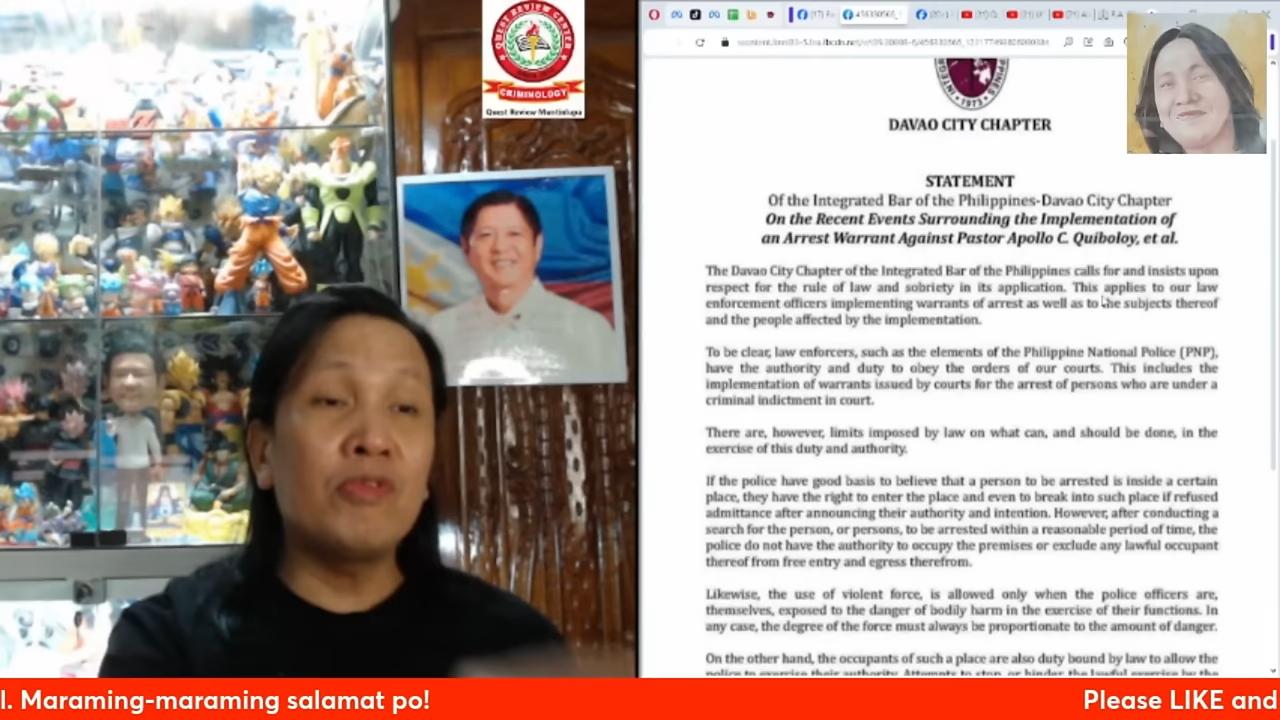 QUEST REVIEW CENTER
CRIMINOLOGY
Quest Review Muntinlupa
DAVAO CITY CHAPTER
STATEMENT
Of the Integrated Bar of the Philippines-Davao City Chapter
On the Recent Events Surrounding the Implementation of
an Arrest Warrant Against Pastor Apollo C. Quiboloy, et al.
The Davao City Chapter of the Integrated Bar of the Philippines calls for and insists upon
respect for the rule of law and sobriety in its application. This applies to our law
enforcement officers implementing warrants of arrest as well as to the subjects thereof
and the people affected by the implementation.
To be clear, law enforcers, such as the elements of the Philippine National Police (PNP),
have the authority and duty to obey the orders of our courts. This includes the
implementation of warrants issued by courts for the arrest of persons who are under a
criminal indictment in court.
There are, however, limits imposed by law on what can, and should be done, in the
exercise of this duty and authority.
If the police have good basis to believe that a person to be arrested is inside a certain
place, they have the right to enter the place and even to break into such place if refused
admittance after announcing their authority and intention. However, after conducting a
search for the person, or persons, to be arrested within a reasonable period of time, the
police do not have the authority to occupy the premises or exclude any lawful occupant
thereof from free entry and egress therefrom.
Likewise, the use of violent force, is allowed only when the police officers are,
themselves, exposed to the danger of bodily harm in the exercise of their functions. In
any case, the degree of the force must always be proportionate to the amount of danger.
On the other hand, the occupants of such a place are also duty bound by law to allow the
police to exercise their authority. Attempts to stop, or hinder the lawful exercise by the
l. Maraming-maraming salamat po!
Please LIKE and